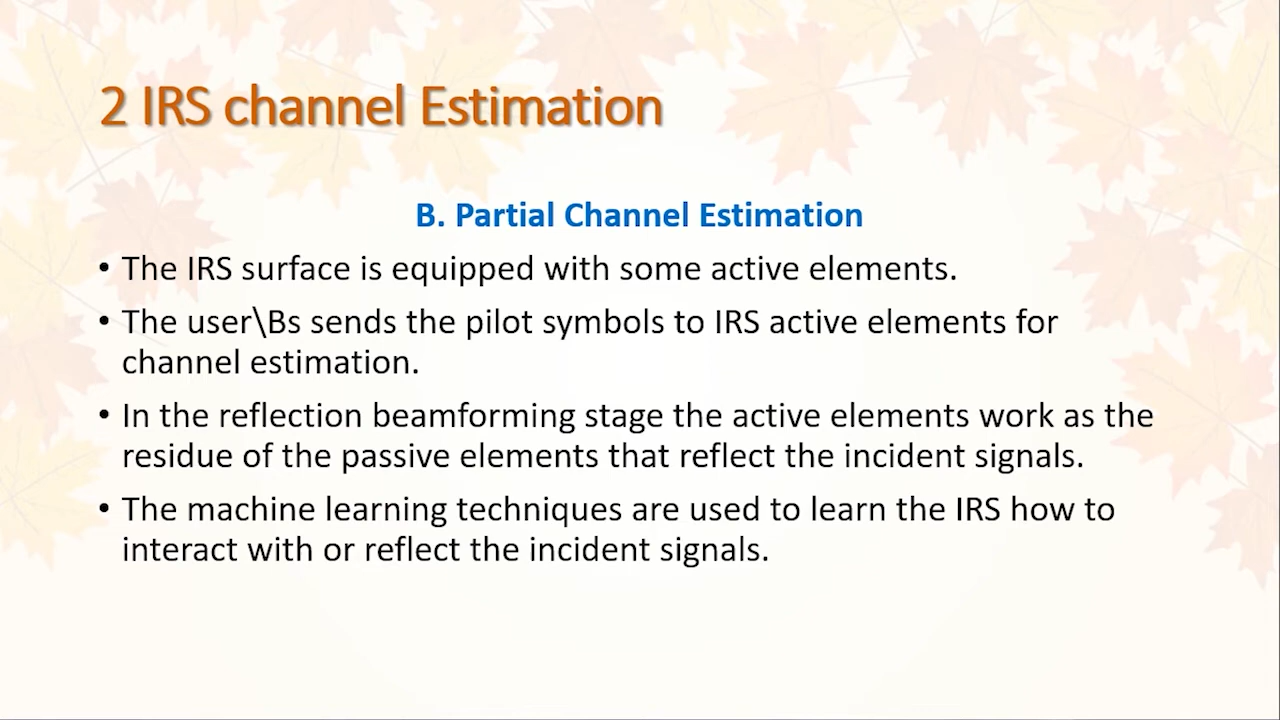 2 IRS channel Estimation
B. Partial Channel Estimation
• The IRS surface is equipped with some active elements.
• The user\Bs sends the pilot symbols to IRS active elements for
channel estimation.
• In the reflection beamforming stage the active elements work as the
residue of the passive elements that reflect the incident signals.
• The machine learning techniques are used to learn the IRS how to
interact with or reflect the incident signals.